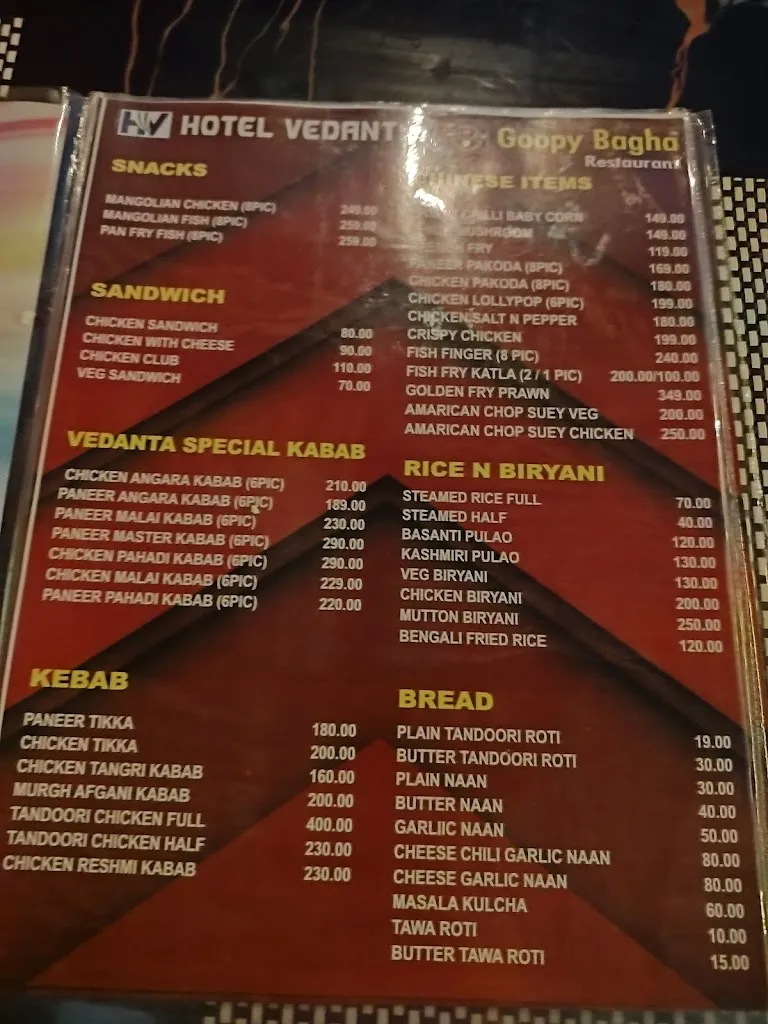 HV HOTEL VEDANT
Goopy Bagha
Restaurant
SNACKS
MANGOLIAN CHICKEN (8PIC) 249.00
MANGOLIAN FISH (8PIC) 259.00
PAN FRY FISH (8PIC) 259.00
SANDWICH
CHICKEN SANDWICH 80.00
CHICKEN WITH CHEESE 90.00
CHICKEN CLUB 110.00
VEG SANDWICH 70.00
VEDANTA SPECIAL KABAB
CHICKEN ANGARA KABAB (6PIC) 210.00
PANEER ANGARA KABAB (6PIC) 189.00
PANEER MALAI KABAB (6PIC) 230.00
PANEER MASTER KABAB (6PIC) 290.00
CHICKEN PAHADI KABAB (6PIC) 290.00
CHICKEN MALAI KABAB (6PIC) 229.00
PANEER PAHADI KABAB (6PIC) 220.00
KEBAB
PANEER TIKKA 180.00
CHICKEN TIKKA 200.00
CHICKEN TANGRI KABAB 160.00
MURGH AFGANI KABAB 200.00
TANDOORI CHICKEN FULL 400.00
TANDOORI CHICKEN HALF 230.00
CHICKEN RESHMI KABAB 230.00
CHINESE ITEMS
CHILLI BABY CORN 149.00
MUSHROOM 149.00
FRY 119.00
PANEER PAKODA (8PIC) 169.00
CHICKEN PAKODA (8PIC) 180.00
CHICKEN LOLLYPOP (6PIC) 199.00
CHICKEN SALT N PEPPER 180.00
CRISPY CHICKEN 199.00
FISH FINGER (8 PIC) 240.00
FISH FRY KATLA (2 / 1 PIC) 200.00/100.00
GOLDEN FRY PRAWN 349.00
AMARICAN CHOP SUEY VEG 200.00
AMARICAN CHOP SUEY CHICKEN 250.00
RICE N BIRYANI
STEAMED RICE FULL 70.00
STEAMED HALF 40.00
BASANTI PULAO 120.00
KASHMIRI PULAO 130.00
VEG BIRYANI 130.00
CHICKEN BIRYANI 200.00
MUTTON BIRYANI 250.00
BENGALI FRIED RICE 120.00
BREAD
PLAIN TANDOORI ROTI 19.00
BUTTER TANDOORI ROTI 30.00
PLAIN NAAN 30.00
BUTTER NAAN 40.00
GARLIIC NAAN 50.00
CHEESE CHILI GARLIC NAAN 80.00
CHEESE GARLIC NAAN 80.00
MASALA KULCHA 60.00
TAWA ROTI 10.00
BUTTER TAWA ROTI 15.00